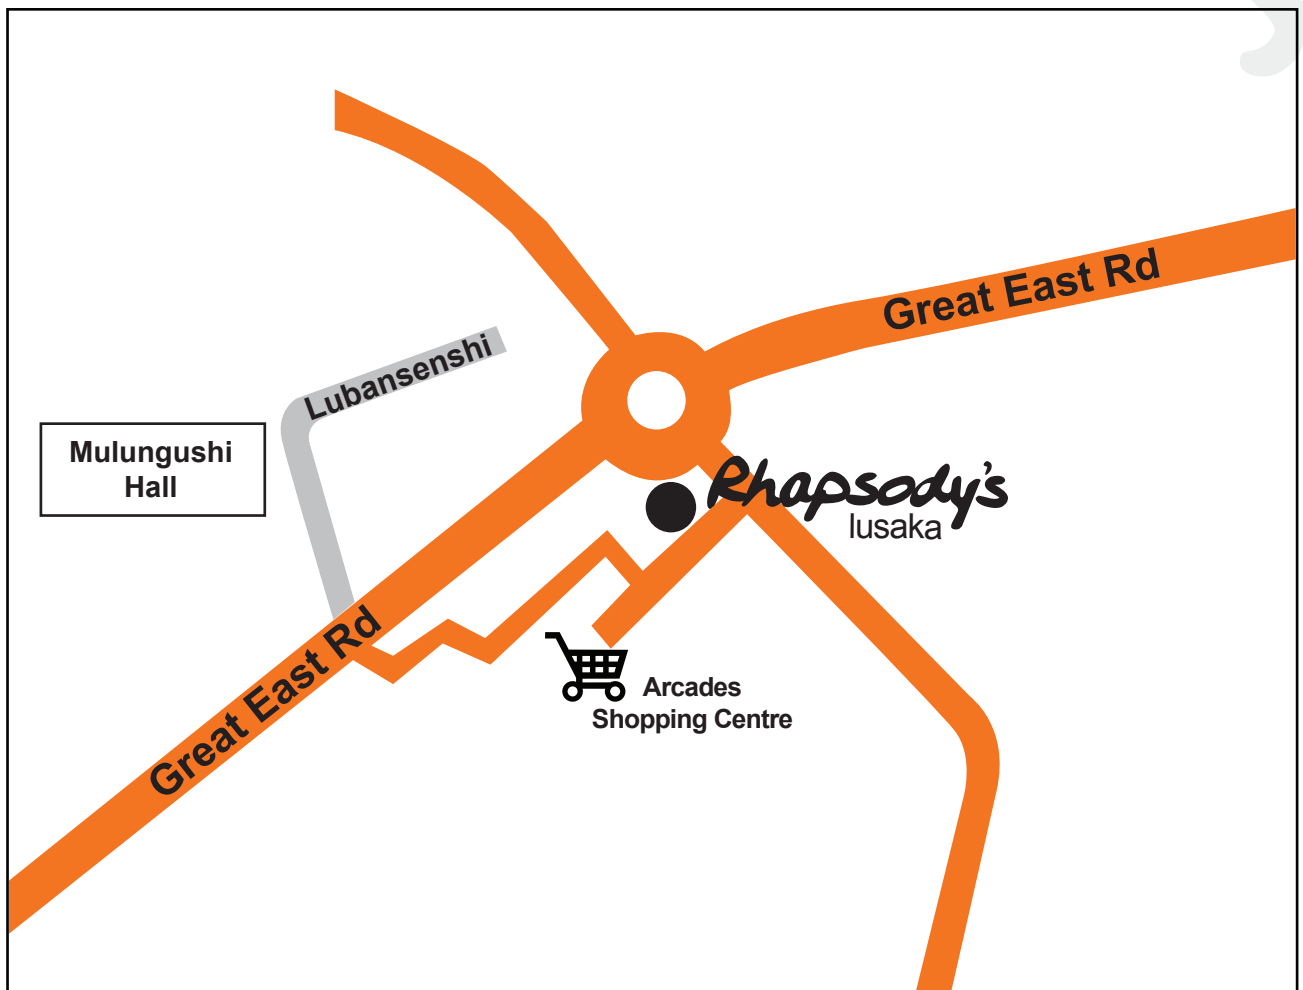 Great East Rd
Lubansenshi
Mulungushi
Hall
Rhapsody's
lusaka
Great East Rd
Arcades
Shopping Centre